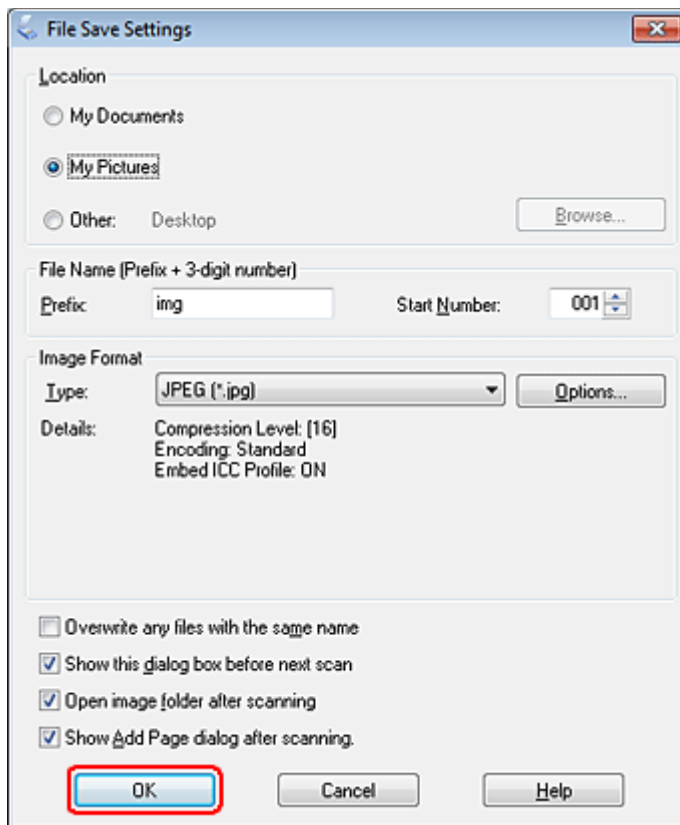 File Save Settings
Location
My Documents
My Pictures
Other: Desktop Browse...
File Name (Prefix + 3-digit number)
Prefix: img Start Number: 001
Image Format
Type: JPEG (*.jpg) Options...
Details: Compression Level: [16]
Encoding: Standard
Embed ICC Profile: ON
Overwrite any files with the same name
Show this dialog box before next scan
Open image folder after scanning
Show Add Page dialog after scanning.
OK Cancel Help